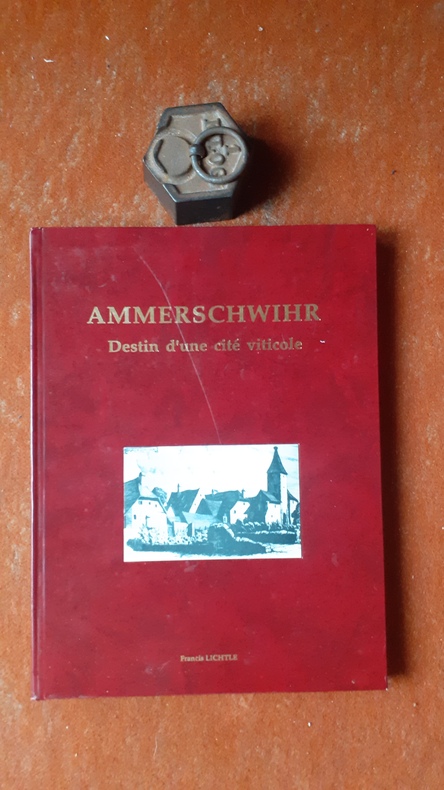 AMMERSCHWIHR
Destin d'une cité viticole
Francis LICHTLE